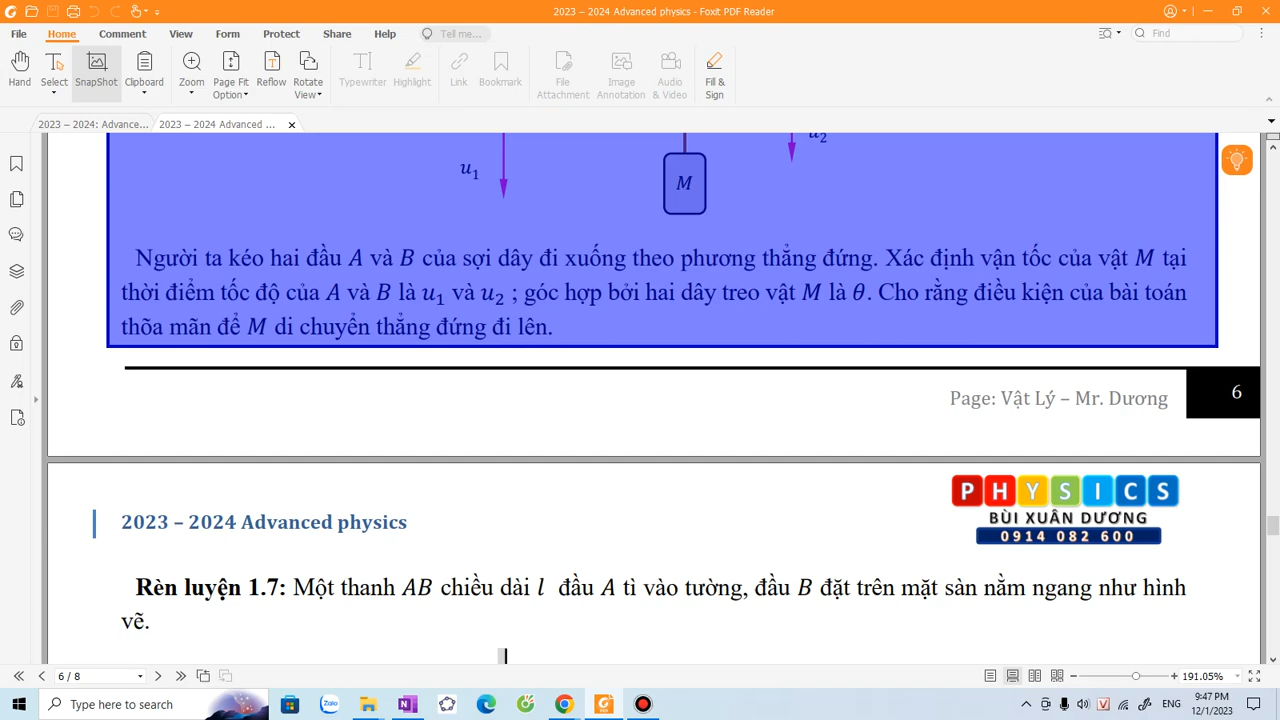 2023 – 2024 Advanced physics - Foxit PDF Reader
File Home Comment View Form Protect Share Help Tell me... Find
Hand Select SnapShot Clipboard Zoom Page Fit Option Reflow Rotate View Typewriter Highlight Link Bookmark File Attachment Image Annotation Audio & Video Fill & Sign
2023 – 2024: Advance... 2023 – 2024 Advanced ...
u₂
u₁
M
Người ta kéo hai đầu A và B của sợi dây đi xuống theo phương thẳng đứng. Xác định vận tốc của vật M tại
thời điểm tốc độ của A và B là u₁ và u₂ ; góc hợp bởi hai dây treo vật M là θ. Cho rằng điều kiện của bài toán
thõa mãn để M di chuyển thẳng đứng đi lên.
Page: Vật Lý – Mr. Dương 6
PHYSICS
BÙI XUÂN DƯƠNG
0914 082 600
2023 – 2024 Advanced physics
Rèn luyện 1.7: Một thanh AB chiều dài l đầu A tì vào tường, đầu B đặt trên mặt sàn nằm ngang như hình
vẽ.
6 / 8 191.05%
Type here to search Zalo ENG 9:47 PM
12/1/2023